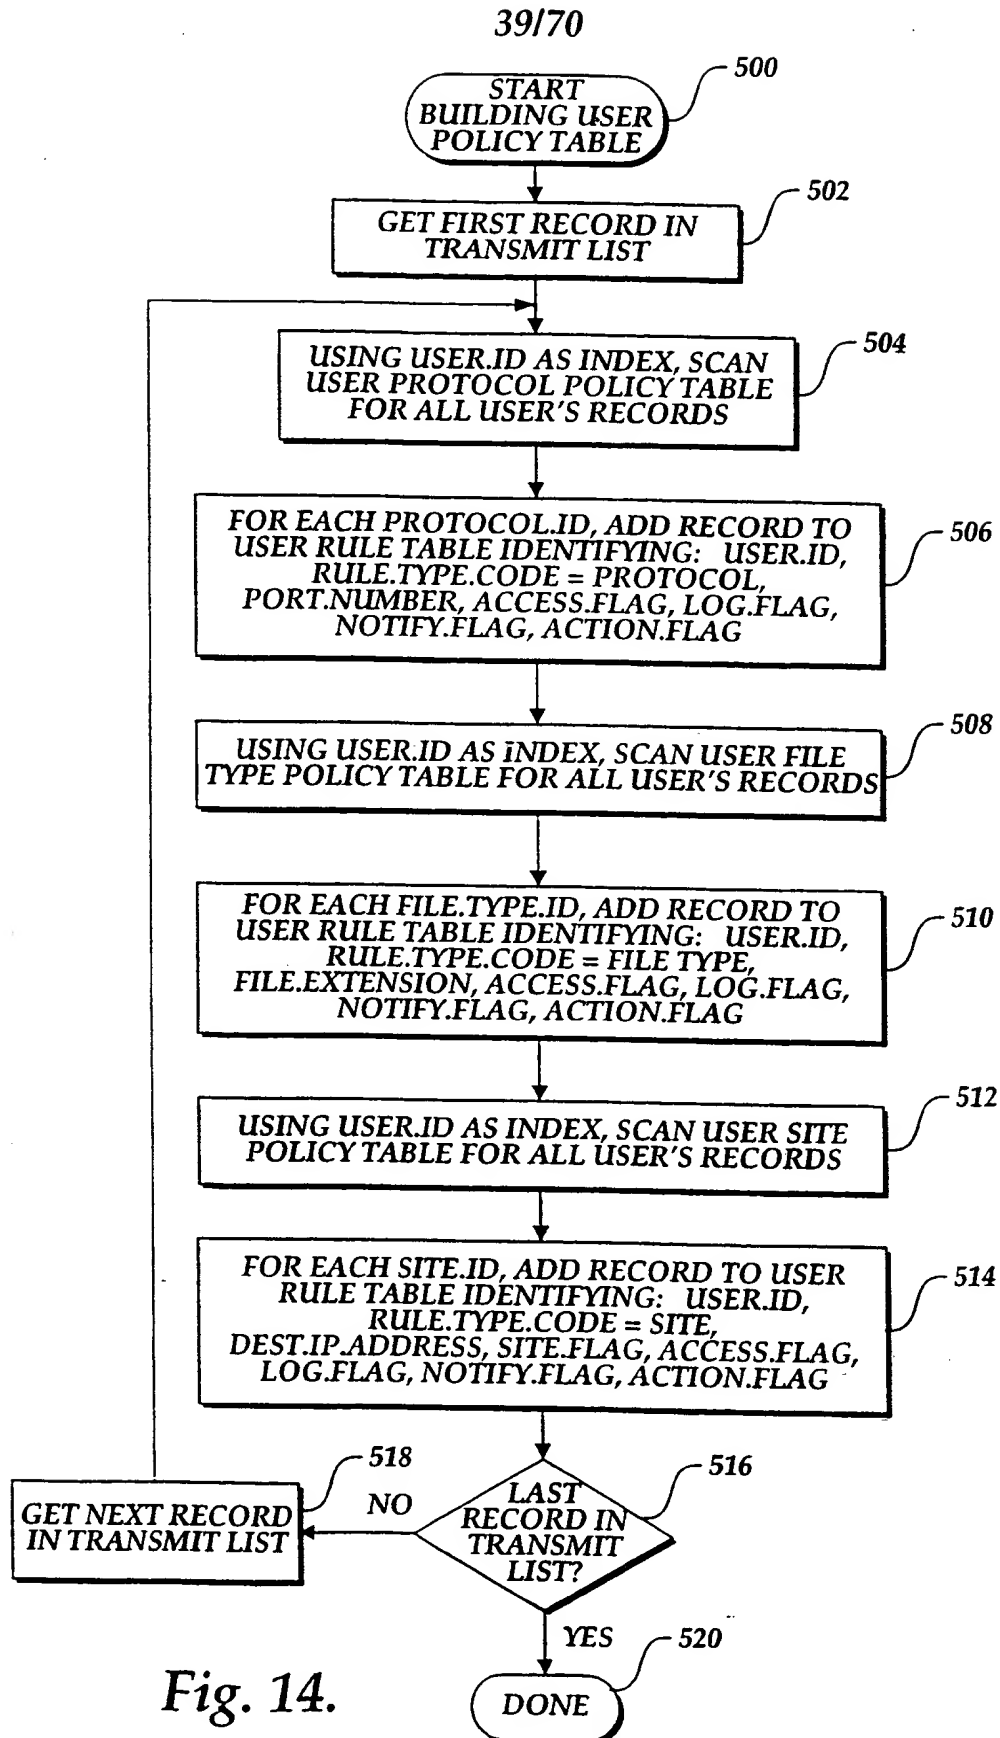 39/70
START
BUILDING USER
POLICY TABLE
500
GET FIRST RECORD IN
TRANSMIT LIST
502
USING USER.ID AS INDEX, SCAN
USER PROTOCOL POLICY TABLE
FOR ALL USER'S RECORDS
504
FOR EACH PROTOCOL.ID, ADD RECORD TO
USER RULE TABLE IDENTIFYING: USER.ID,
RULE.TYPE.CODE = PROTOCOL,
PORT.NUMBER, ACCESS.FLAG, LOG.FLAG,
NOTIFY.FLAG, ACTION.FLAG
506
USING USER.ID AS INDEX, SCAN USER FILE
TYPE POLICY TABLE FOR ALL USER'S RECORDS
508
FOR EACH FILE.TYPE.ID, ADD RECORD TO
USER RULE TABLE IDENTIFYING: USER.ID,
RULE.TYPE.CODE = FILE TYPE,
FILE.EXTENSION, ACCESS.FLAG, LOG.FLAG,
NOTIFY.FLAG, ACTION.FLAG
510
USING USER.ID AS INDEX, SCAN USER SITE
POLICY TABLE FOR ALL USER'S RECORDS
512
FOR EACH SITE.ID, ADD RECORD TO USER
RULE TABLE IDENTIFYING: USER.ID,
RULE.TYPE.CODE = SITE,
DEST.IP.ADDRESS, SITE.FLAG, ACCESS.FLAG,
LOG.FLAG, NOTIFY.FLAG, ACTION.FLAG
514
LAST
RECORD IN
TRANSMIT
LIST?
516
NO
GET NEXT RECORD
IN TRANSMIT LIST
518
YES
DONE
520
Fig. 14.